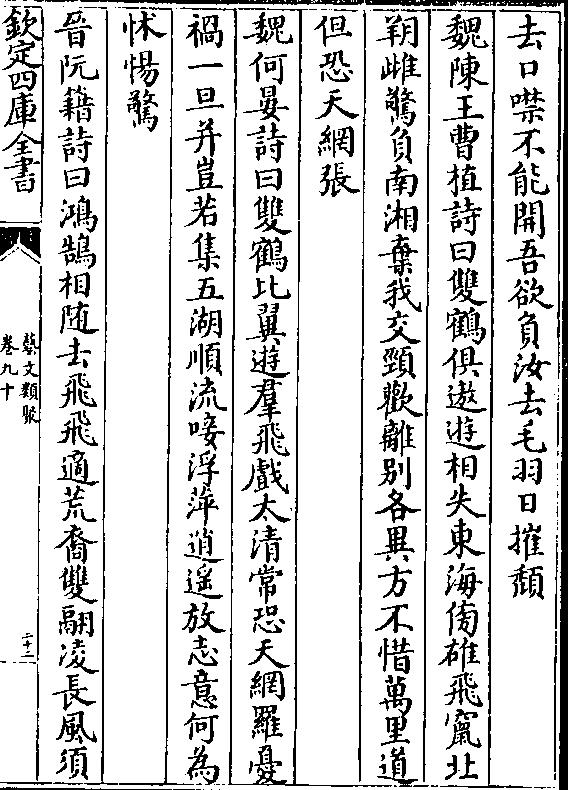 去口噤不能開吾欲負汝去毛羽日摧頹
魏陳王曹植詩曰雙鶴俱遨遊相失東海傍雄飛竄北
朔雌驚負南湘棄我交頸歡離别各異方不惜萬里道
但恐天網張
魏何晏詩曰雙鶴比翼遊羣飛戲太清常恐天網羅憂
禍一旦并豈若集五湖順流唼浮萍逍遙放志意何為
怵惕驚
晉阮籍詩曰鴻鵠相随去飛飛適荒裔雙翮凌長風須
欽定四庫全書
藝文類聚
卷九十
二十二